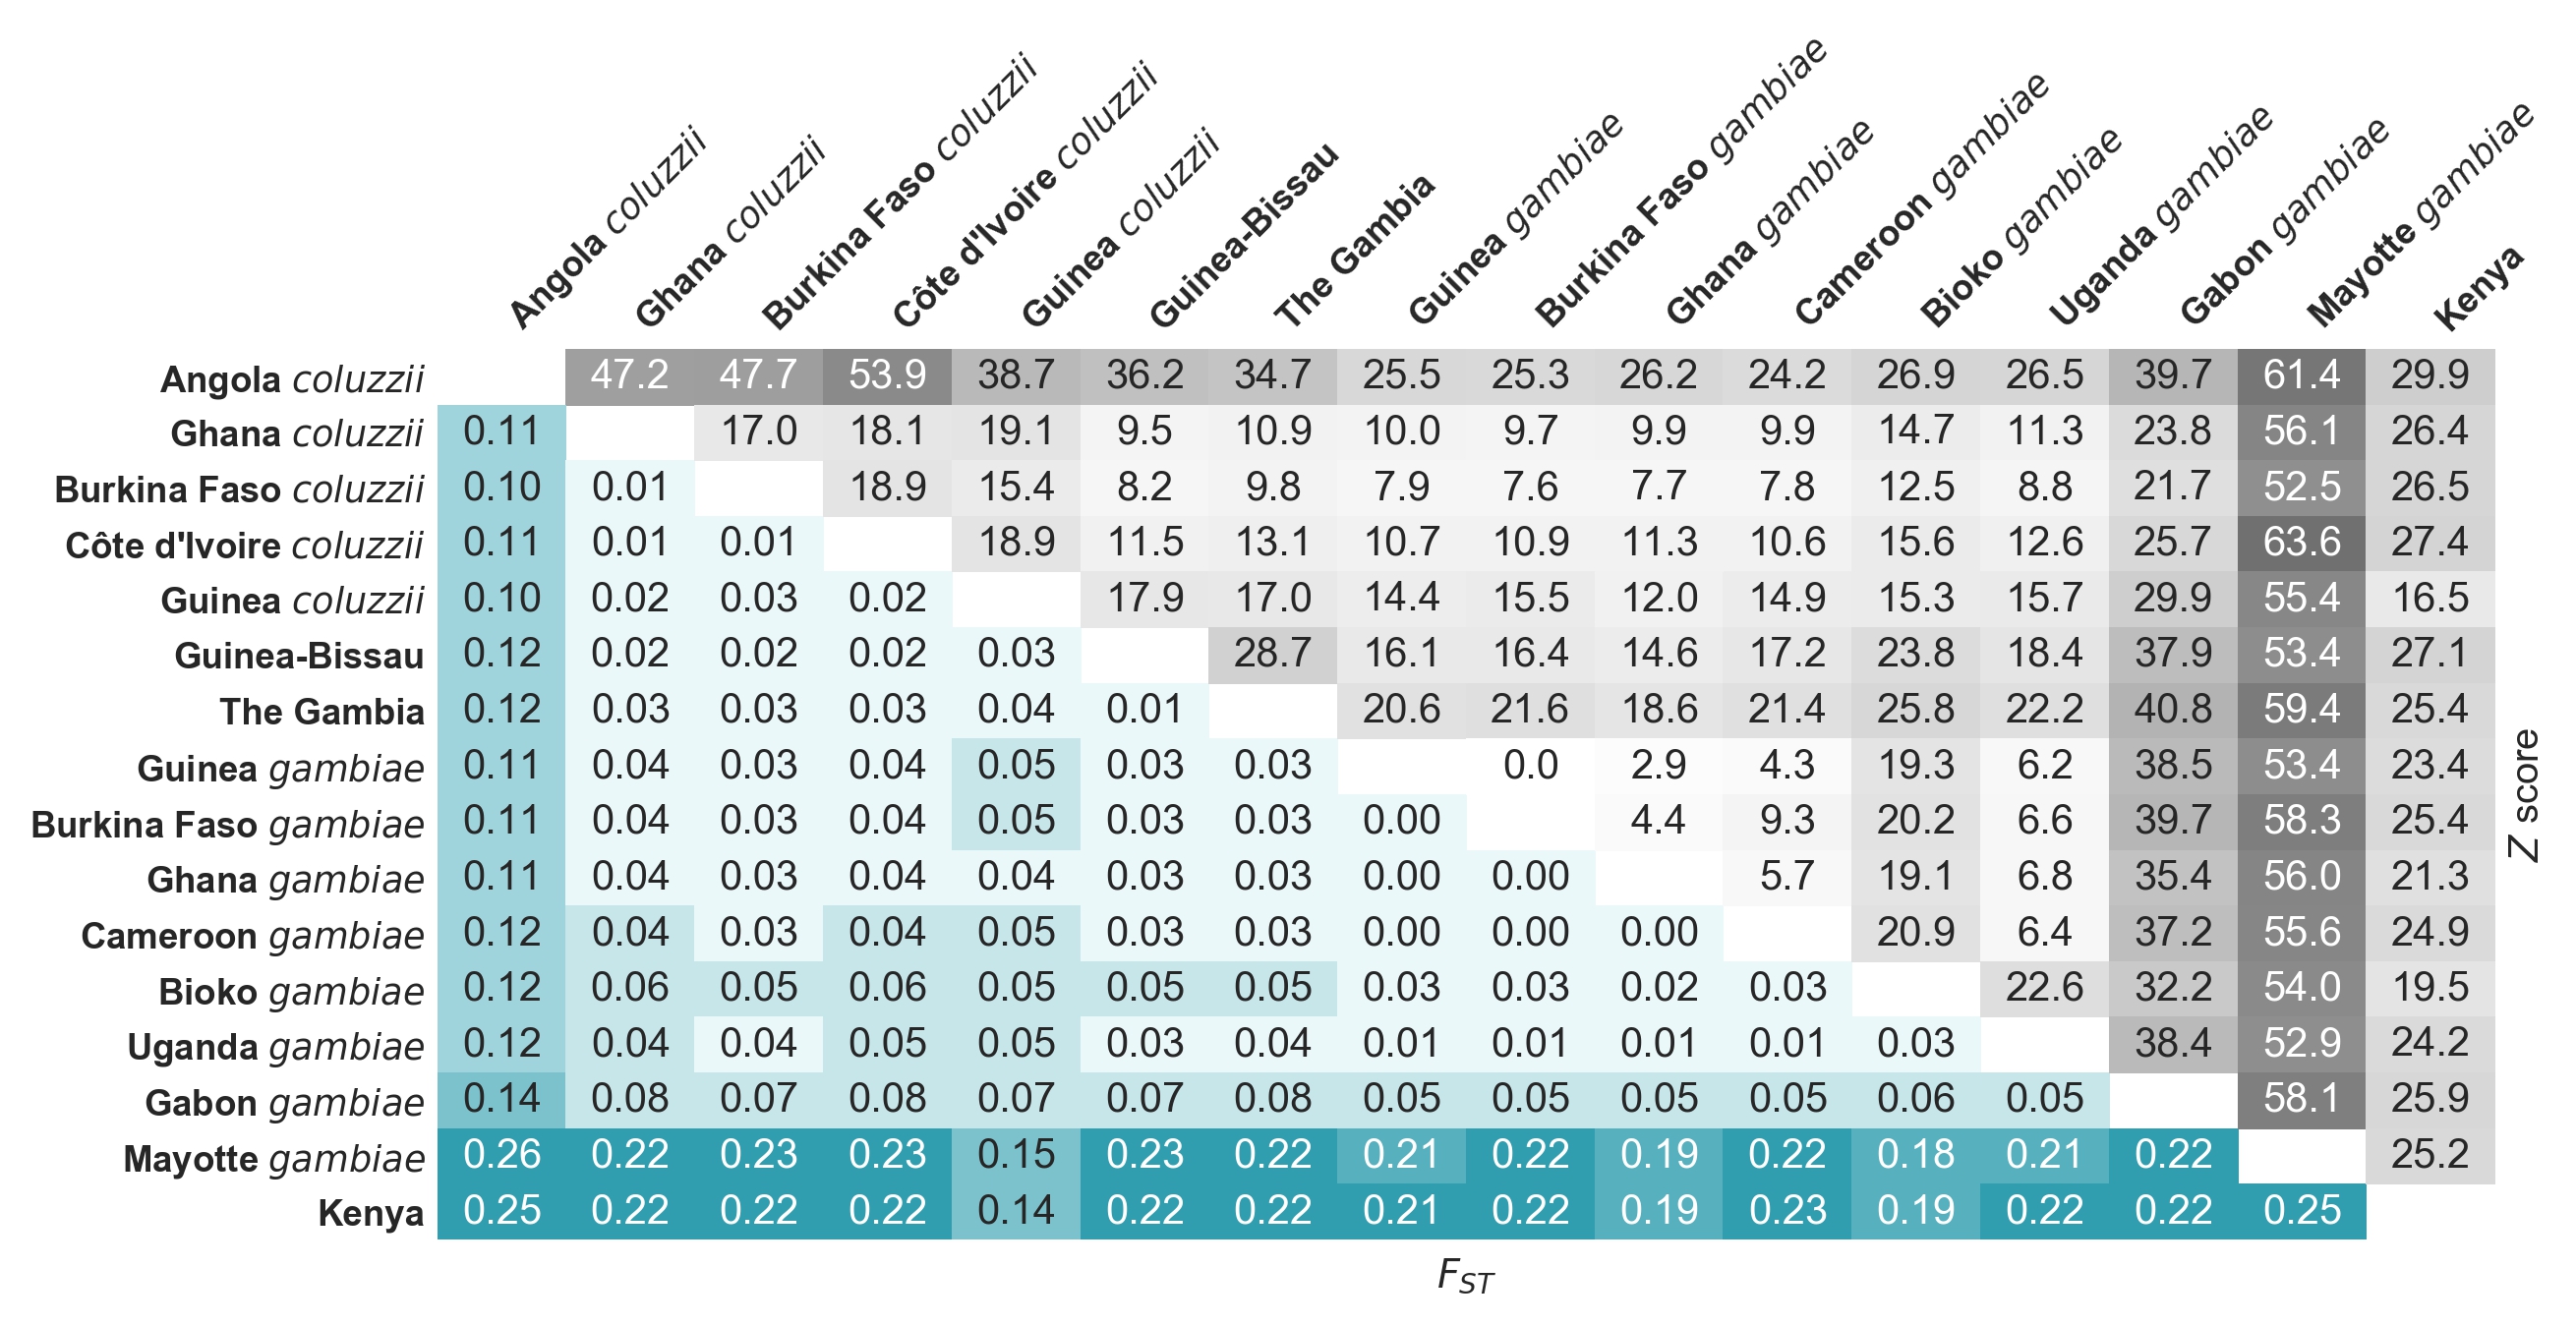 Angola coluzzii
Ghana coluzzii
Burkina Faso coluzzii
Côte d'Ivoire coluzzii
Guinea coluzzii
Guinea-Bissau
The Gambia
Guinea gambiae
Burkina Faso gambiae
Ghana gambiae
Cameroon gambiae
Bioko gambiae
Uganda gambiae
Gabon gambiae
Mayotte gambiae
Kenya
Angola coluzzii 47.2 47.7 53.9 38.7 36.2 34.7 25.5 25.3 26.2 24.2 26.9 26.5 39.7 61.4 29.9
Ghana coluzzii 0.11 17.0 18.1 19.1 9.5 10.9 10.0 9.7 9.9 9.9 14.7 11.3 23.8 56.1 26.4
Burkina Faso coluzzii 0.10 0.01 18.9 15.4 8.2 9.8 7.9 7.6 7.7 7.8 12.5 8.8 21.7 52.5 26.5
Côte d'Ivoire coluzzii 0.11 0.01 0.01 18.9 11.5 13.1 10.7 10.9 11.3 10.6 15.6 12.6 25.7 63.6 27.4
Guinea coluzzii 0.10 0.02 0.03 0.02 17.9 17.0 14.4 15.5 12.0 14.9 15.3 15.7 29.9 55.4 16.5
Guinea-Bissau 0.12 0.02 0.02 0.02 0.03 28.7 16.1 16.4 14.6 17.2 23.8 18.4 37.9 53.4 27.1
The Gambia 0.12 0.03 0.03 0.03 0.04 0.01 20.6 21.6 18.6 21.4 25.8 22.2 40.8 59.4 25.4
Guinea gambiae 0.11 0.04 0.03 0.04 0.05 0.03 0.03 0.0 2.9 4.3 19.3 6.2 38.5 53.4 23.4
Burkina Faso gambiae 0.11 0.04 0.03 0.04 0.05 0.03 0.03 0.00 4.4 9.3 20.2 6.6 39.7 58.3 25.4
Ghana gambiae 0.11 0.04 0.03 0.04 0.04 0.03 0.03 0.00 0.00 5.7 19.1 6.8 35.4 56.0 21.3
Cameroon gambiae 0.12 0.04 0.03 0.04 0.05 0.03 0.03 0.00 0.00 0.00 20.9 6.4 37.2 55.6 24.9
Bioko gambiae 0.12 0.06 0.05 0.06 0.05 0.05 0.05 0.03 0.03 0.02 0.03 22.6 32.2 54.0 19.5
Uganda gambiae 0.12 0.04 0.04 0.05 0.05 0.03 0.04 0.01 0.01 0.01 0.01 0.03 38.4 52.9 24.2
Gabon gambiae 0.14 0.08 0.07 0.08 0.07 0.07 0.08 0.05 0.05 0.05 0.05 0.06 0.05 58.1 25.9
Mayotte gambiae 0.26 0.22 0.23 0.23 0.15 0.23 0.22 0.21 0.22 0.19 0.22 0.18 0.21 0.22 25.2
Kenya 0.25 0.22 0.22 0.22 0.14 0.22 0.22 0.21 0.22 0.19 0.23 0.19 0.22 0.22 0.25
Z score
F_ST